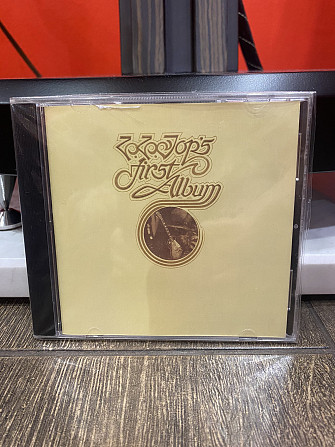 ZZ Top's
First
Album